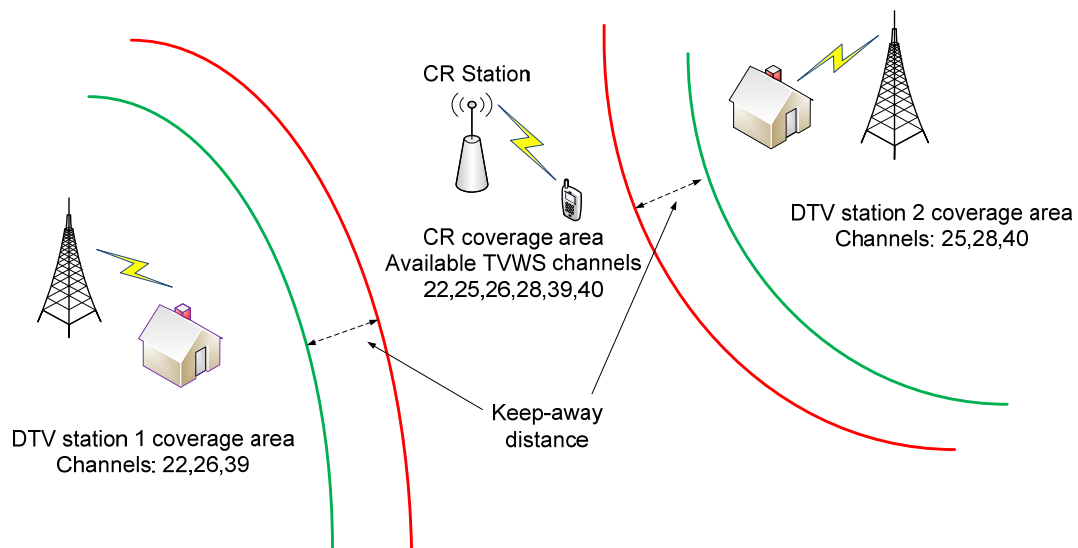 CR Station
CR coverage area
Available TVWS channels
22,25,26,28,39,40
DTV station 2 coverage area
Channels: 25,28,40
Keep-away
distance
DTV station 1 coverage area
Channels: 22,26,39